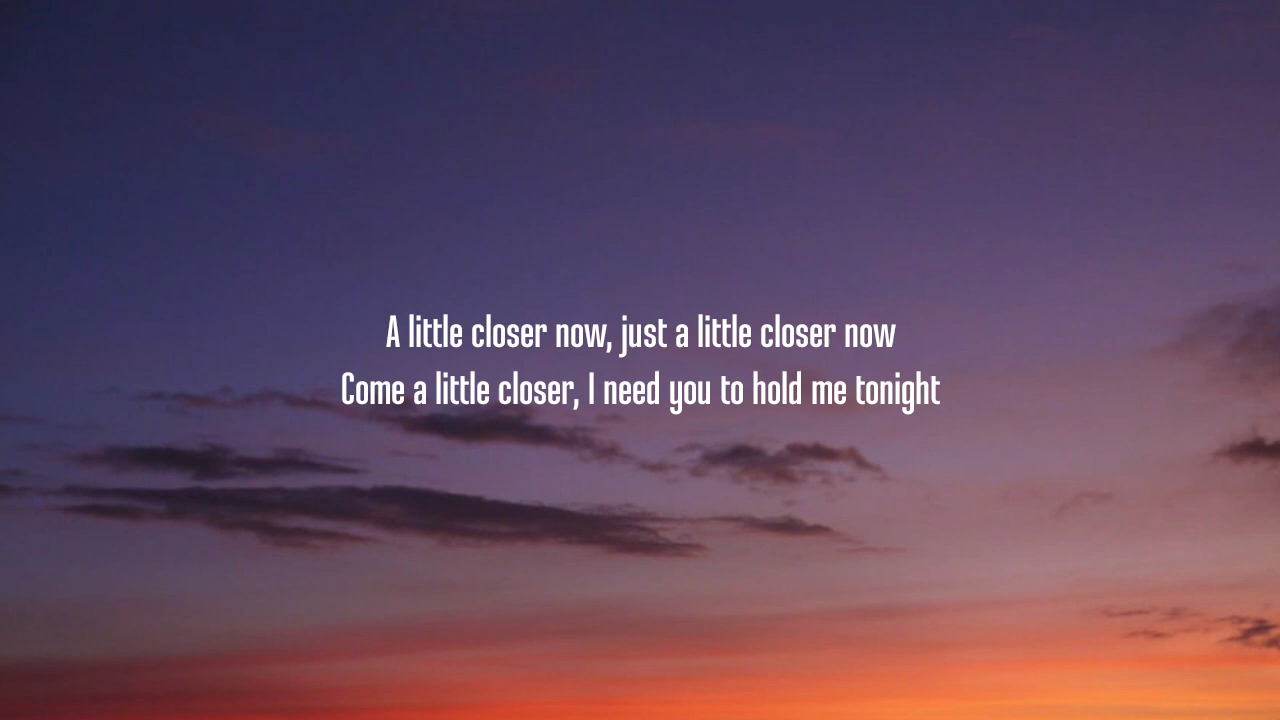 A little closer now, just a little closer now
Come a little closer, I need you to hold me tonight